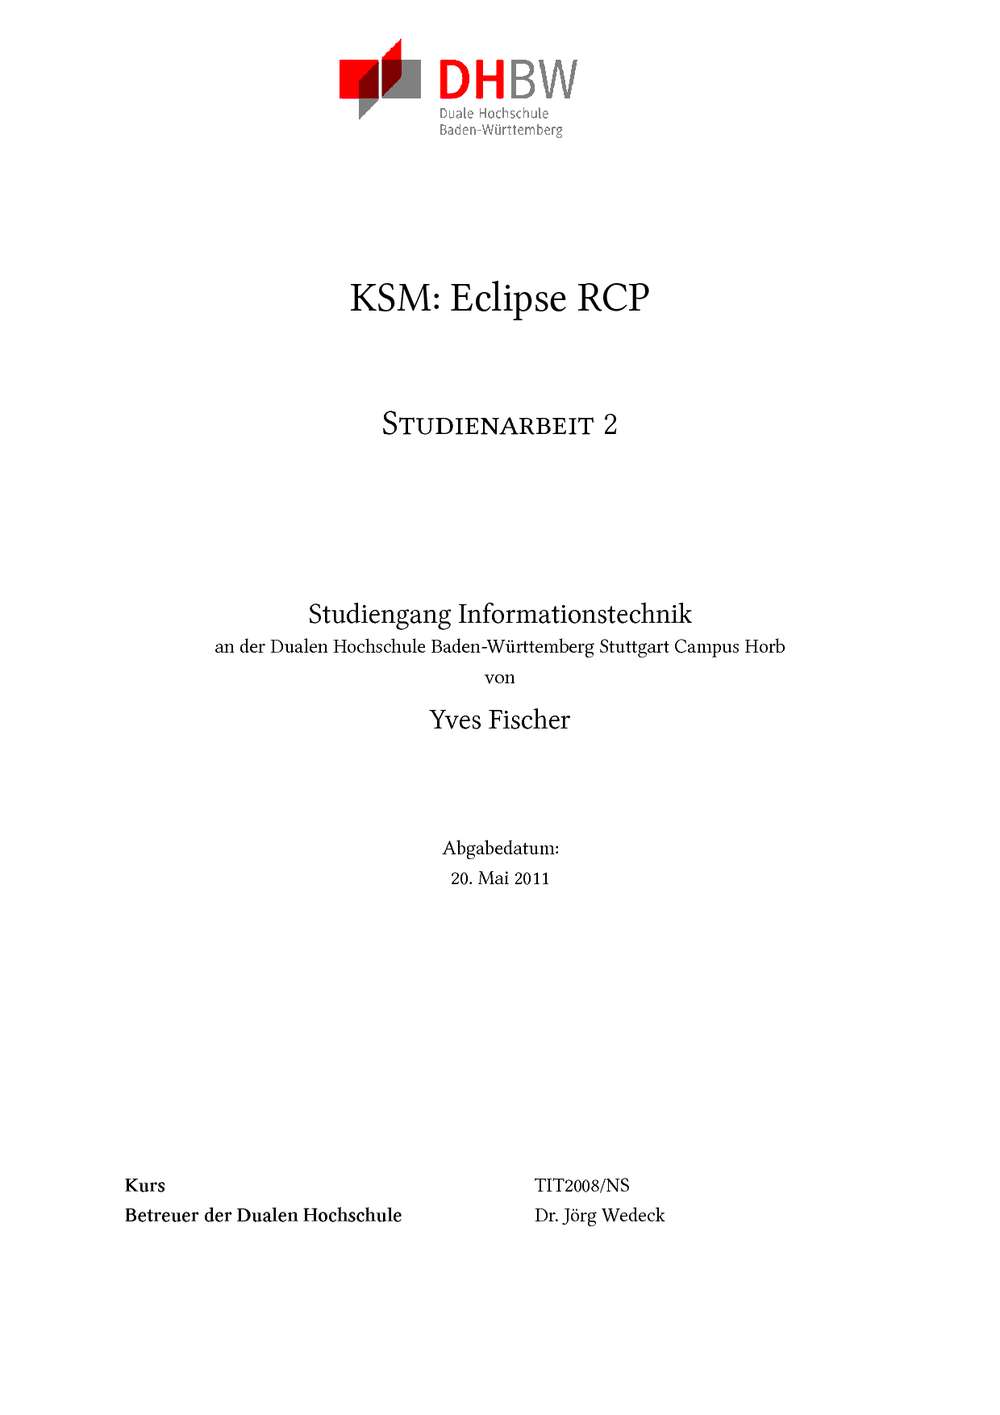 DHBW
Duale Hochschule
Baden-Württemberg
KSM: Eclipse RCP
Studienarbeit 2
Studiengang Informationstechnik
an der Dualen Hochschule Baden-Württemberg Stuttgart Campus Horb
von
Yves Fischer
Abgabedatum:
20. Mai 2011
Kurs TIT2008/NS
Betreuer der Dualen Hochschule Dr. Jörg Wedeck